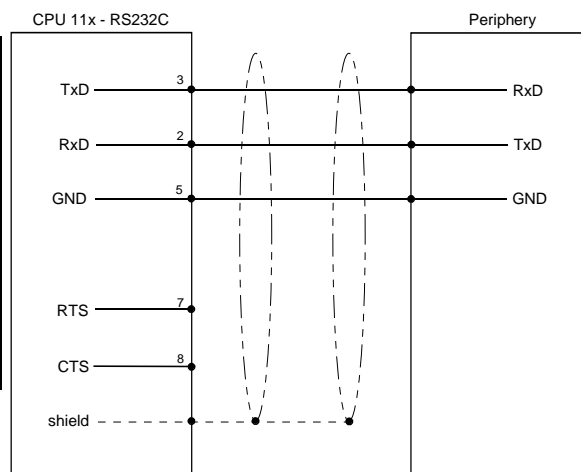 CPU 11x - RS232C Periphery
TxD 3 RxD
RxD 2 TxD
GND 5 GND
RTS 7
CTS 8
shield